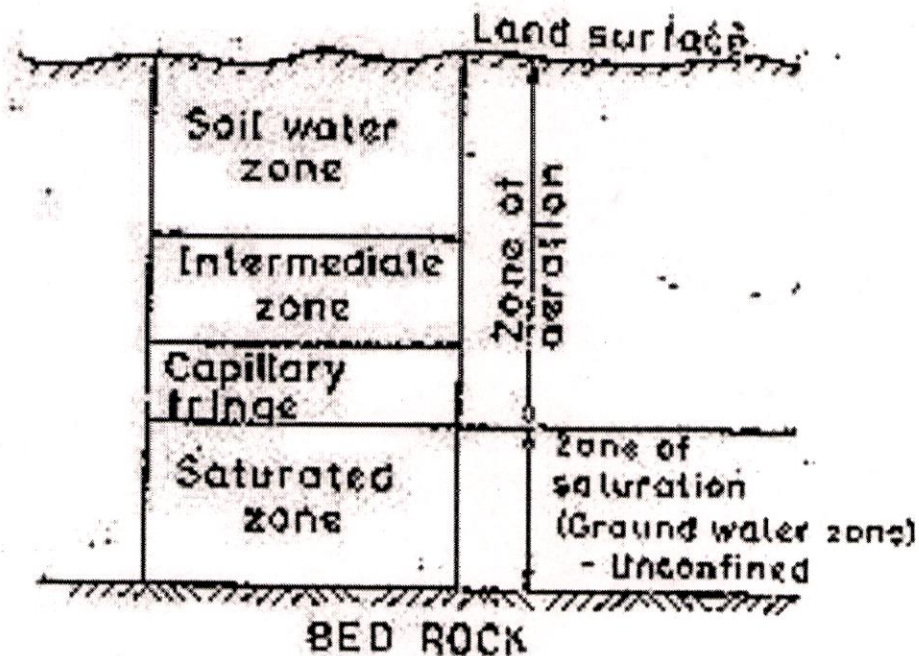 Land surface
Soil water
zone
Intermediate
zone
Capillary
fringe
Saturated
zone
Zone of
aeration
Zone of
saturation
(Ground water zone)
- Unconfined
BED ROCK